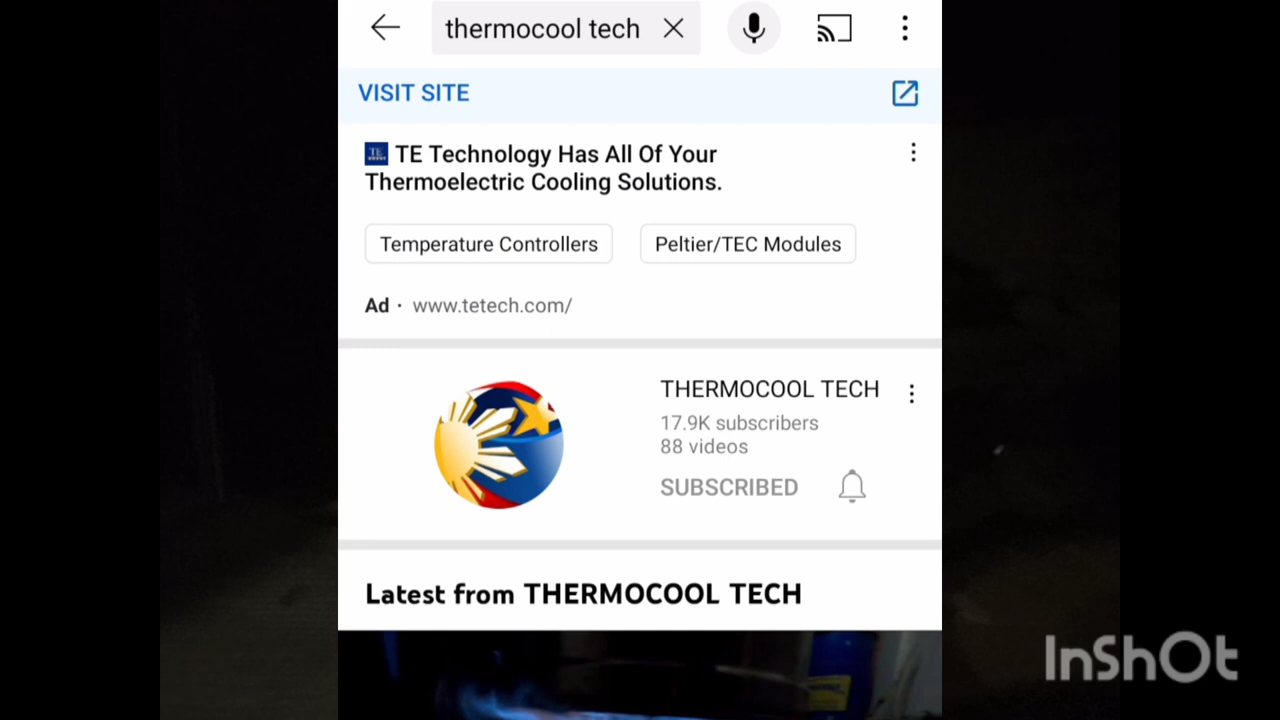 thermocool tech
VISIT SITE
TE Technology Has All Of Your
Thermoelectric Cooling Solutions.
Temperature Controllers
Peltier/TEC Modules
Ad · www.tetech.com/
THERMOCOOL TECH
17.9K subscribers
88 videos
SUBSCRIBED
Latest from THERMOCOOL TECH
InShOt